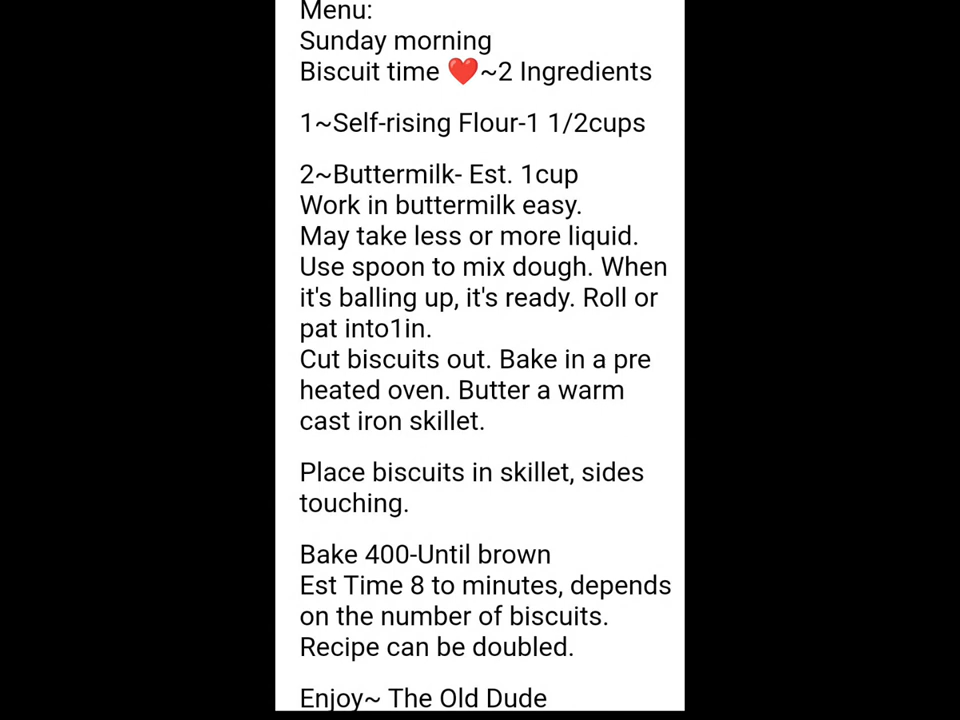 Menu:
Sunday morning
Biscuit time ❤️~2 Ingredients
1~Self-rising Flour-1 1/2cups
2~Buttermilk- Est. 1cup
Work in buttermilk easy.
May take less or more liquid.
Use spoon to mix dough. When
it's balling up, it's ready. Roll or
pat into1in.
Cut biscuits out. Bake in a pre
heated oven. Butter a warm
cast iron skillet.
Place biscuits in skillet, sides
touching.
Bake 400-Until brown
Est Time 8 to minutes, depends
on the number of biscuits.
Recipe can be doubled.
Enjoy~ The Old Dude